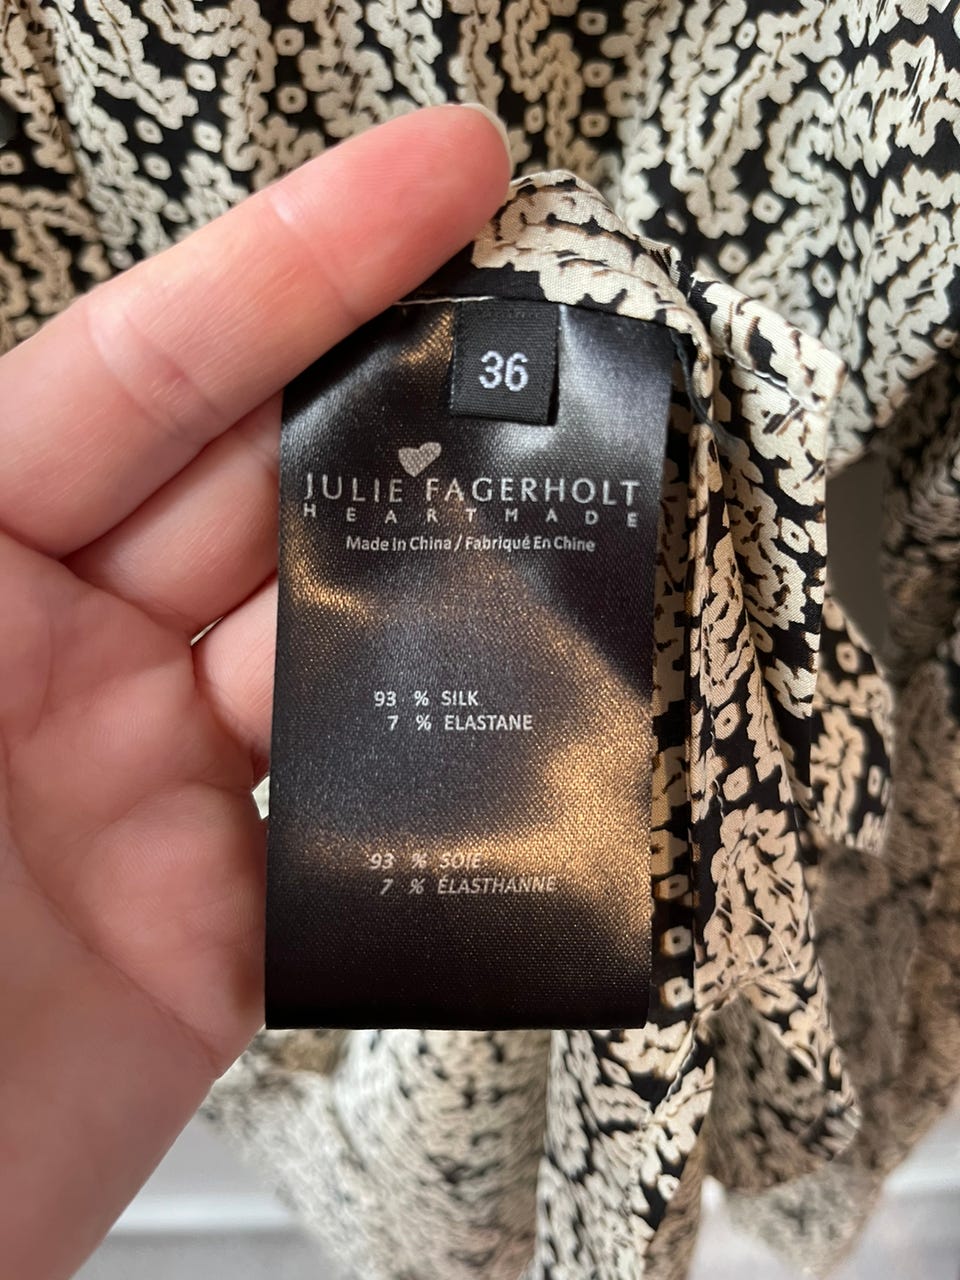 36
JULIE FAGERHOLT
HEARTMADE
Made In China / Fabriqué En Chine
93 % SILK
7 % ELASTANE
93 % SOIE
7 % ÉLASTHANNE